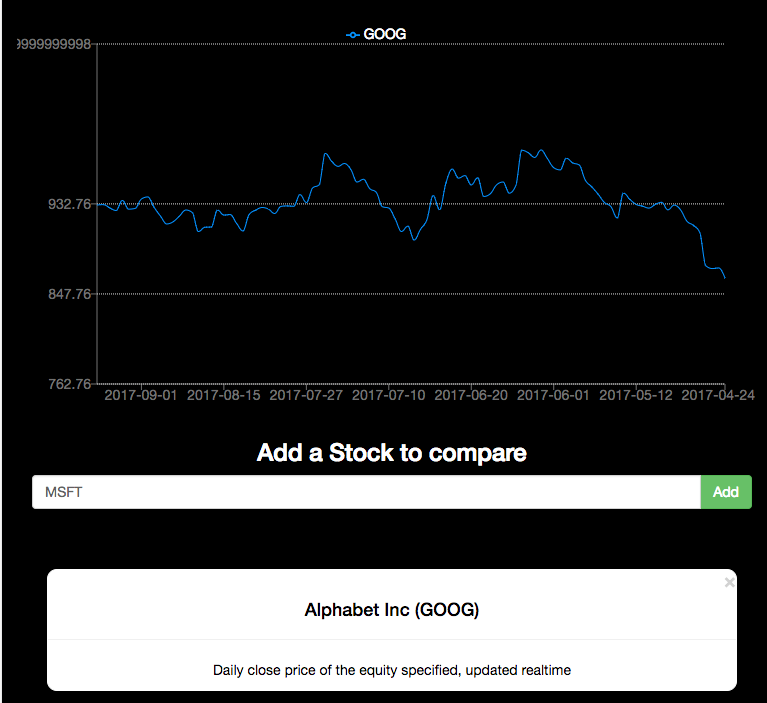 GOOG
9999999998
932.76
847.76
762.76
2017-09-01 2017-08-15 2017-07-27 2017-07-10 2017-06-20 2017-06-01 2017-05-12 2017-04-24
Add a Stock to compare
MSFT Add
×
Alphabet Inc (GOOG)
Daily close price of the equity specified, updated realtime